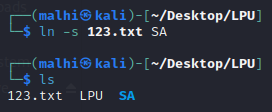 ┌──(malhi㉿kali)-[~/Desktop/LPU]
└─$ ln -s 123.txt SA
┌──(malhi㉿kali)-[~/Desktop/LPU]
└─$ ls
123.txt  LPU  SA